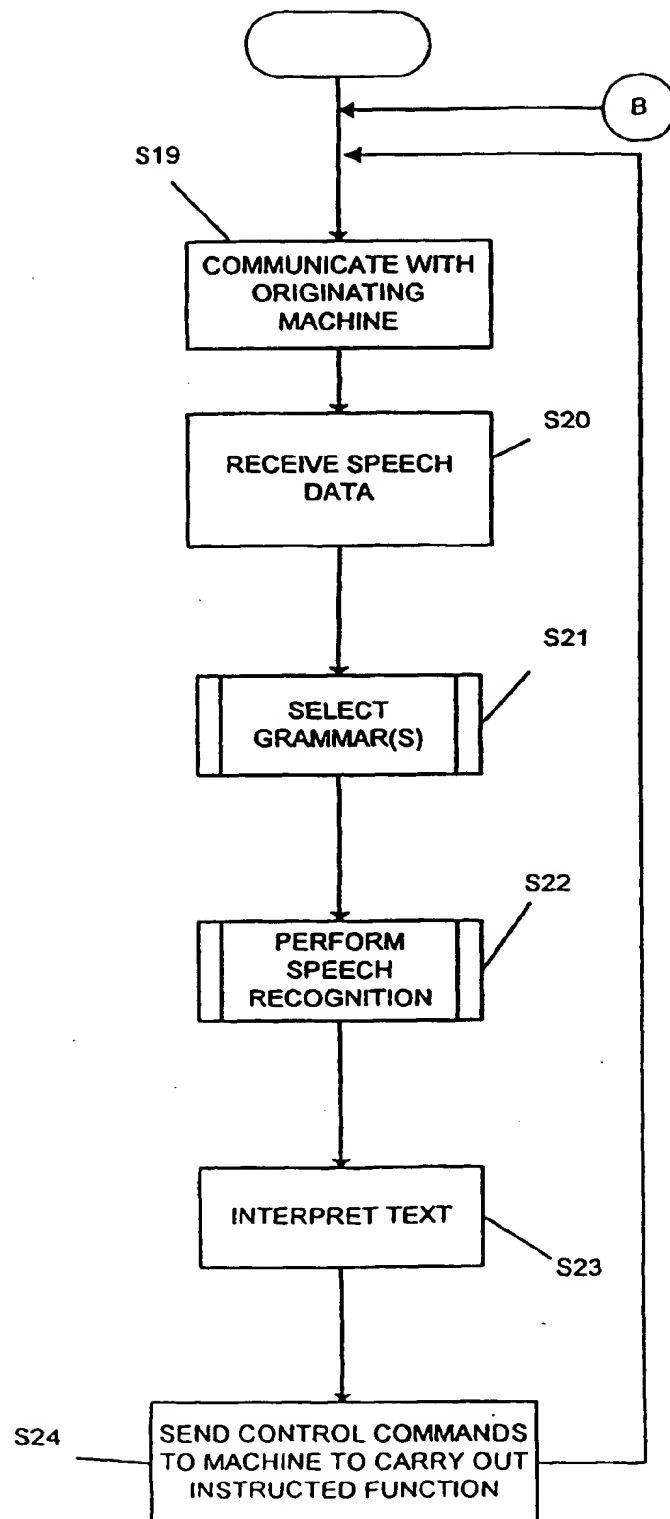 B
S19
COMMUNICATE WITH
ORIGINATING
MACHINE
S20
RECEIVE SPEECH
DATA
S21
SELECT
GRAMMAR(S)
S22
PERFORM
SPEECH
RECOGNITION
INTERPRET TEXT
S23
S24
SEND CONTROL COMMANDS
TO MACHINE TO CARRY OUT
INSTRUCTED FUNCTION